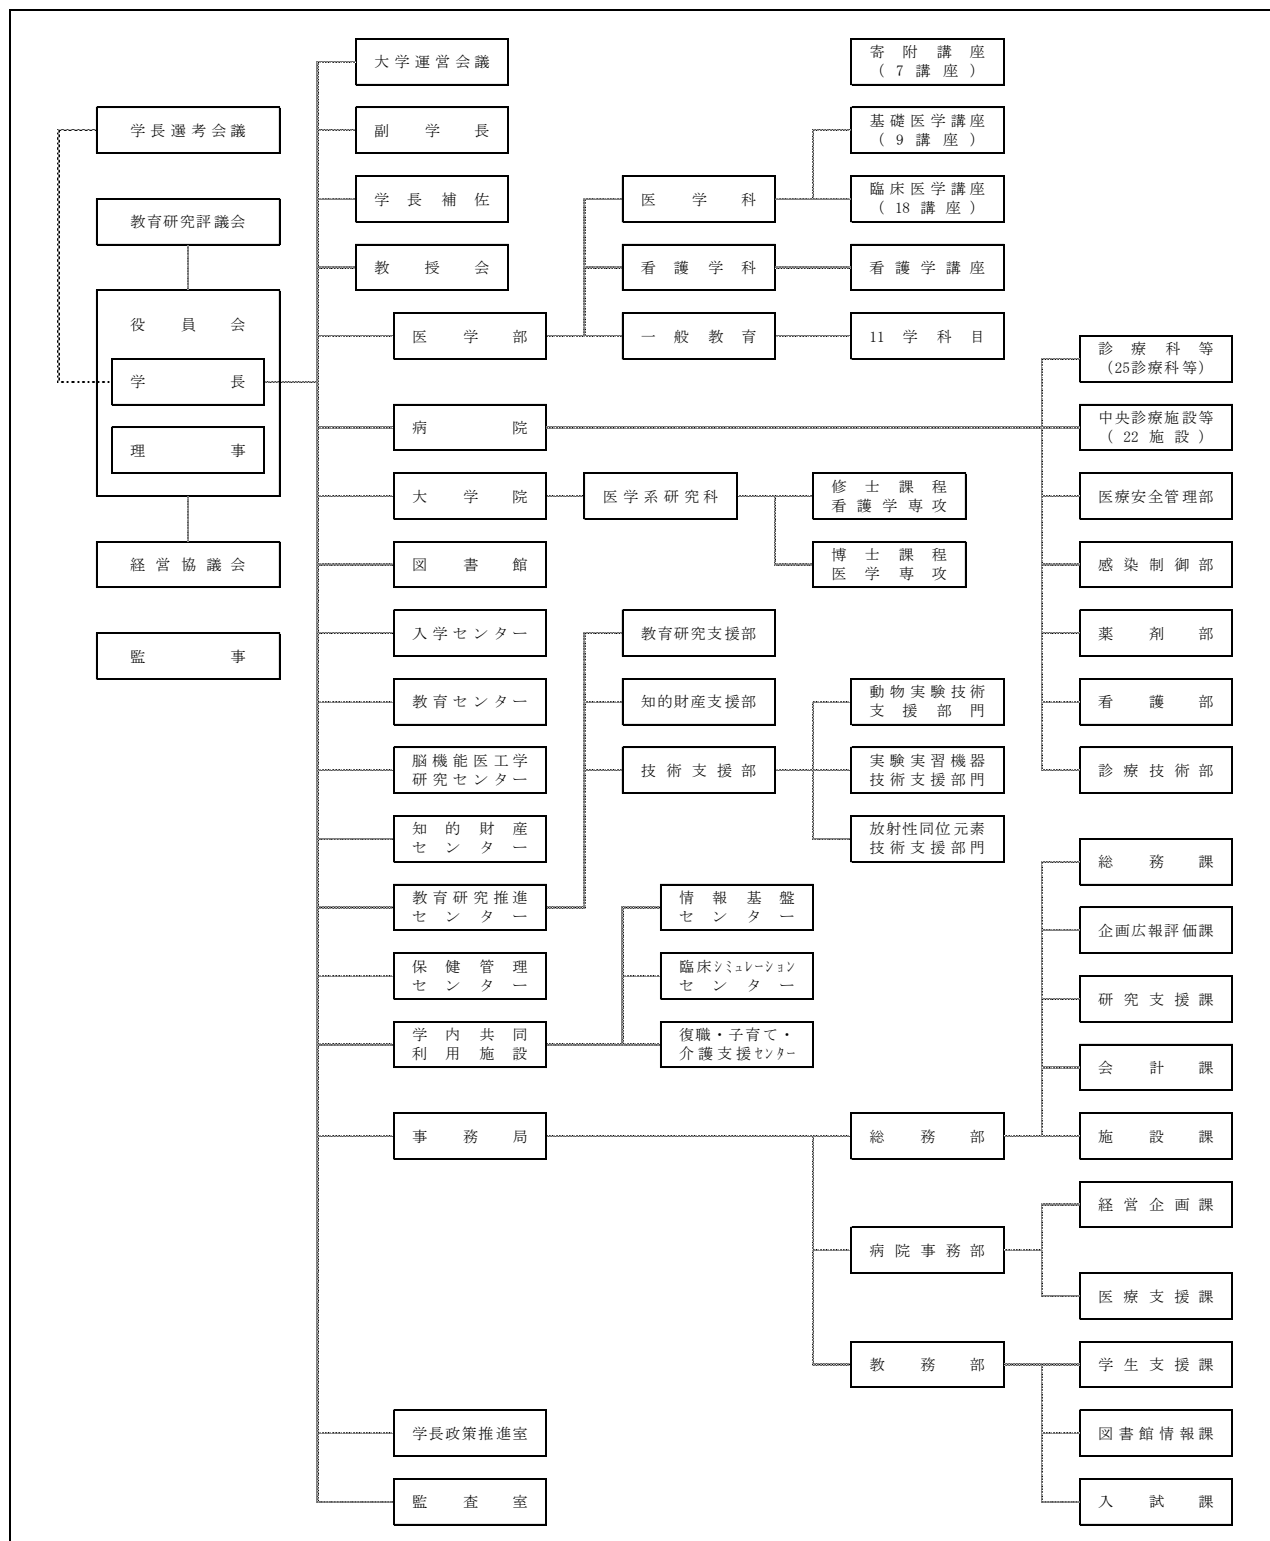 大学運営会議
寄附講座
(7講座)
学長選考会議
副学長
基礎医学講座
(9講座)
教育研究評議会
学長補佐
医学科
臨床医学講座
(18講座)
教授会
看護学科
看護学講座
役員会
医学部
一般教育
11学科目
診療科等
(25診療科等)
学長
病院
中央診療施設等
(22施設)
理事
大学院
医学系研究科
修士課程
看護学専攻
医療安全管理部
経営協議会
図書館
博士課程
医学専攻
感染制御部
監事
入学センター
教育研究支援部
薬剤部
教育センター
知的財産支援部
動物実験技術
支援部門
看護部
脳機能医工学
研究センター
技術支援部
実験実習機器
技術支援部門
診療技術部
知的財産
センター
放射性同位元素
技術支援部門
総務課
教育研究推進
センター
情報基盤
センター
企画広報評価課
保健管理
センター
臨床シミュレーション
センター
研究支援課
学内共同
利用施設
復職・子育て・
介護支援センター
会計課
事務局
総務部
施設課
経営企画課
病院事務部
医療支援課
教務部
学生支援課
学長政策推進室
図書館情報課
監査室
入試課